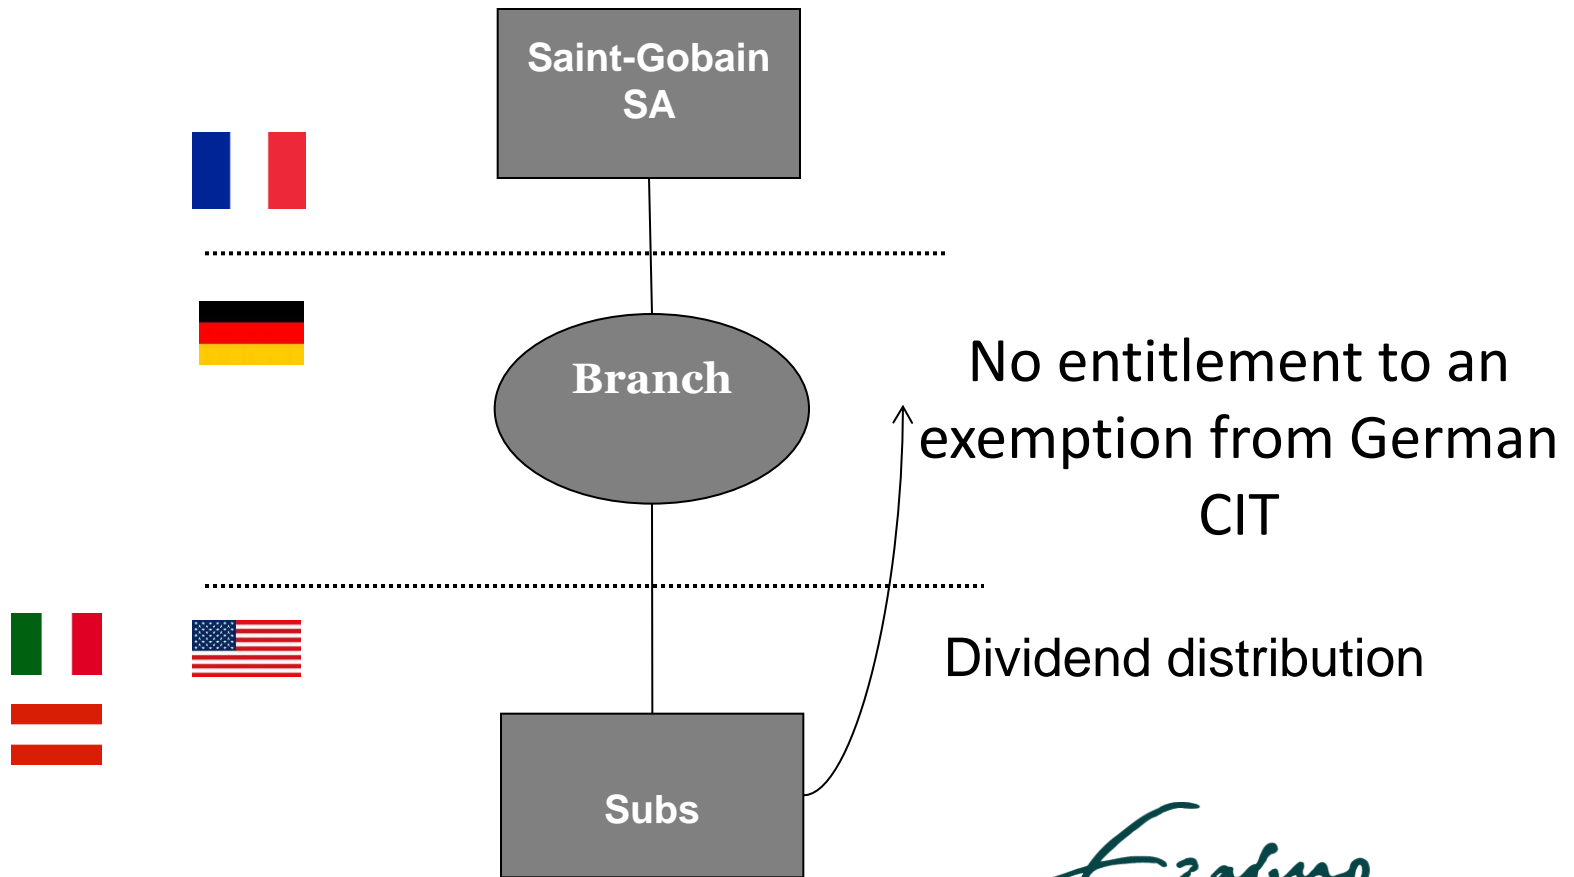 Saint-Gobain
SA
Branch
No entitlement to an
exemption from German
CIT
Dividend distribution
Subs